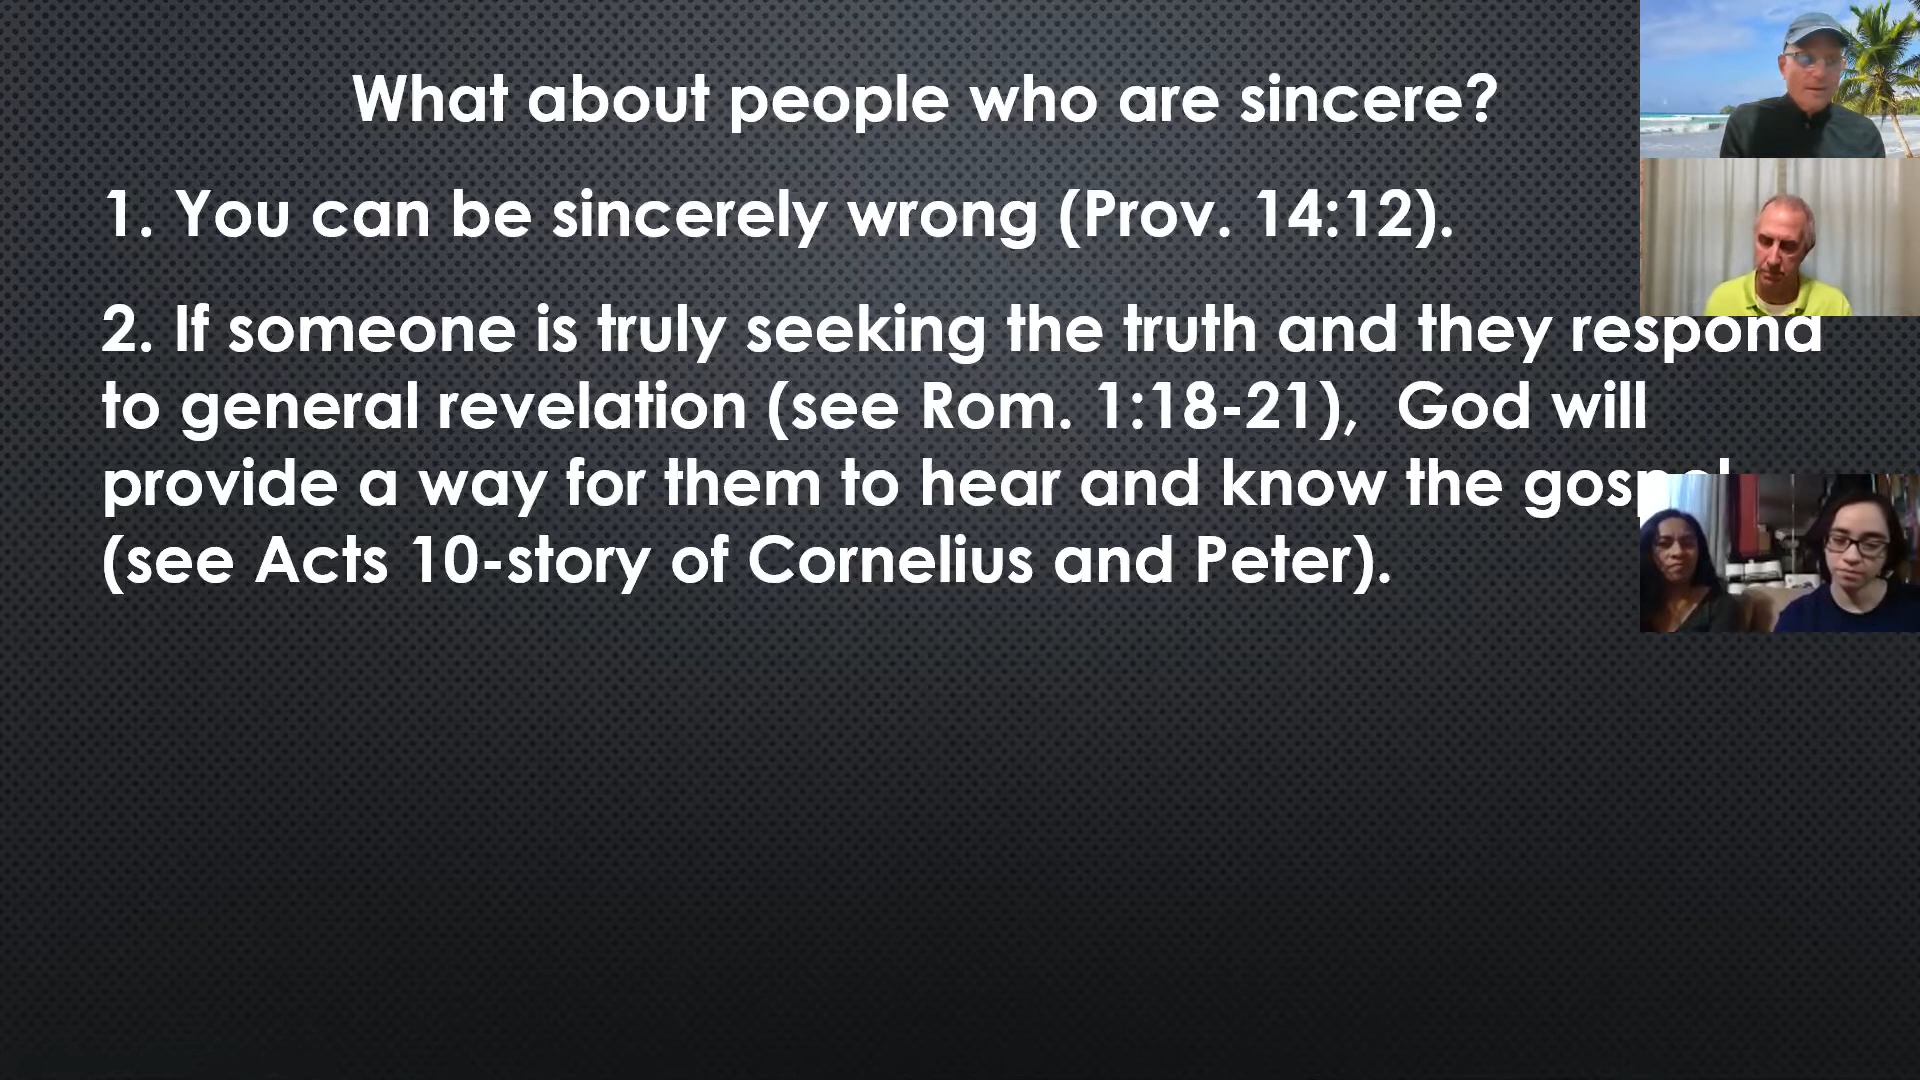 What about people who are sincere?
1. You can be sincerely wrong (Prov. 14:12).
2. If someone is truly seeking the truth and they respond
to general revelation (see Rom. 1:18-21), God will
provide a way for them to hear and know the gospel
(see Acts 10-story of Cornelius and Peter).